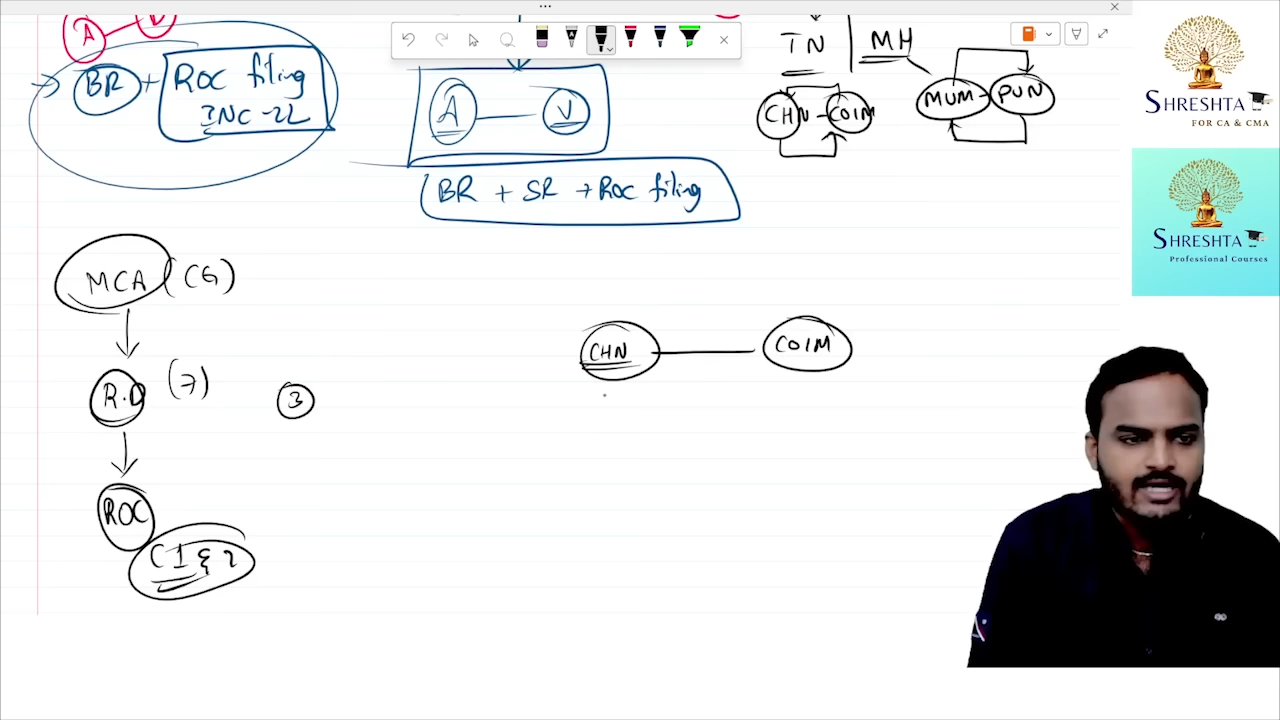 A V
BR + ROC filing
INC-22
A V
BR + SR + ROC filing
TN MH
CHN - COIM
MUM - PUN
MCA (CG)
R.D (7) 3
ROC
C 1 & 2
CHN COIM
SHRESHTA
FOR CA & CMA
SHRESHTA
Professional Courses